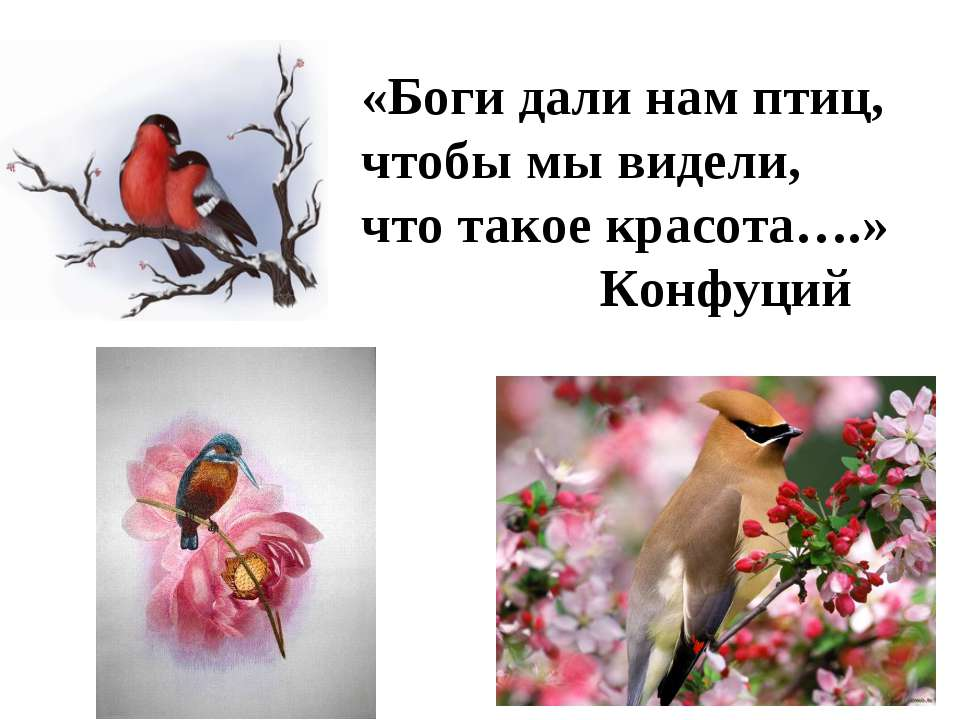 «Боги дали нам птиц,
чтобы мы видели,
что такое красота….»
Конфуций